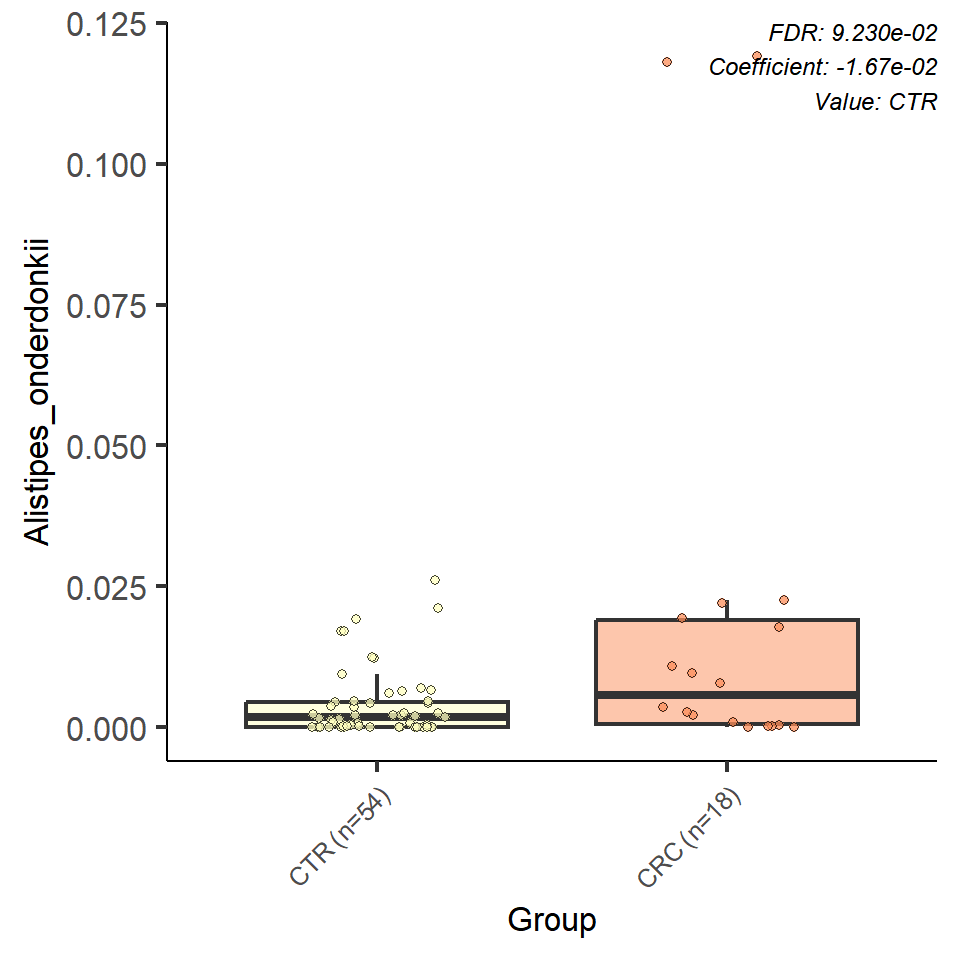 0.125
0.100
0.075
0.050
0.025
0.000
Alistipes_onderdonkii
FDR: 9.230e-02
Coefficient: -1.67e-02
Value: CTR
CTR (n=54)
CRC (n=18)
Group